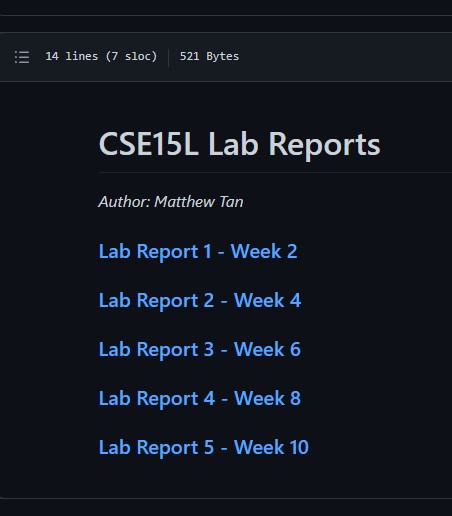 14 lines (7 sloc) 521 Bytes
CSE15L Lab Reports
Author: Matthew Tan
Lab Report 1 - Week 2
Lab Report 2 - Week 4
Lab Report 3 - Week 6
Lab Report 4 - Week 8
Lab Report 5 - Week 10